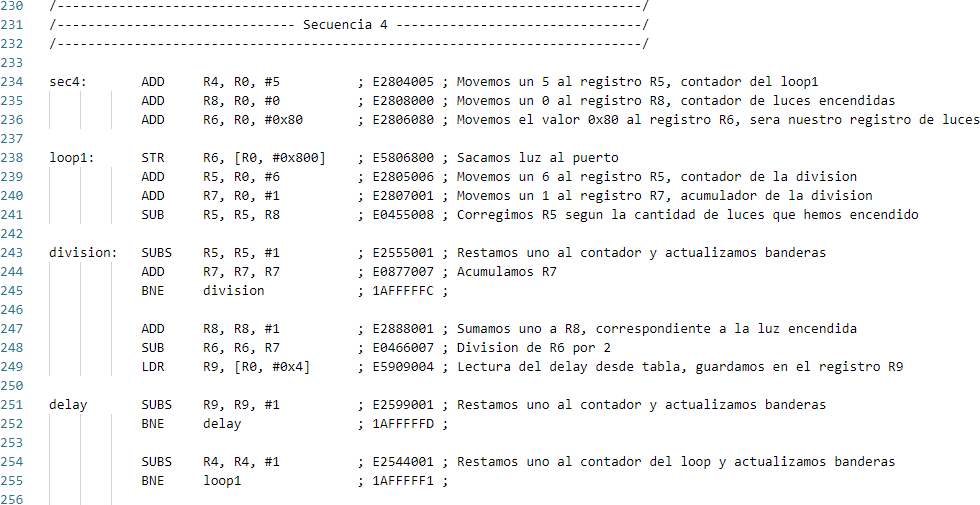 230 /----------------------------------------------------------------------------/
231 /------------------------------- Secuencia 4 --------------------------------/
232 /----------------------------------------------------------------------------/
233
234 sec4: ADD R4, R0, #5 ; E2804005 ; Movemos un 5 al registro R5, contador del loop1
235 ADD R8, R0, #0 ; E2808000 ; Movemos un 0 al registro R8, contador de luces encendidas
236 ADD R6, R0, #0x80 ; E2806080 ; Movemos el valor 0x80 al registro R6, sera nuestro registro de luces
237
238 loop1: STR R6, [R0, #0x800] ; E5806800 ; Sacamos luz al puerto
239 ADD R5, R0, #6 ; E2805006 ; Movemos un 6 al registro R5, contador de la division
240 ADD R7, R0, #1 ; E2807001 ; Movemos un 1 al registro R7, acumulador de la division
241 SUB R5, R5, R8 ; E0455008 ; Corregimos R5 segun la cantidad de luces que hemos encendido
242
243 division: SUBS R5, R5, #1 ; E2555001 ; Restamos uno al contador y actualizamos banderas
244 ADD R7, R7, R7 ; E0877007 ; Acumulamos R7
245 BNE division ; 1AFFFFFC ;
246
247 ADD R8, R8, #1 ; E2888001 ; Sumamos uno a R8, correspondiente a la luz encendida
248 SUB R6, R6, R7 ; E0466007 ; Division de R6 por 2
249 LDR R9, [R0, #0x4] ; E5909004 ; Lectura del delay desde tabla, guardamos en el registro R9
250
251 delay SUBS R9, R9, #1 ; E2599001 ; Restamos uno al contador y actualizamos banderas
252 BNE delay ; 1AFFFFFD ;
253
254 SUBS R4, R4, #1 ; E2544001 ; Restamos uno al contador del loop y actualizamos banderas
255 BNE loop1 ; 1AFFFFF1 ;
256